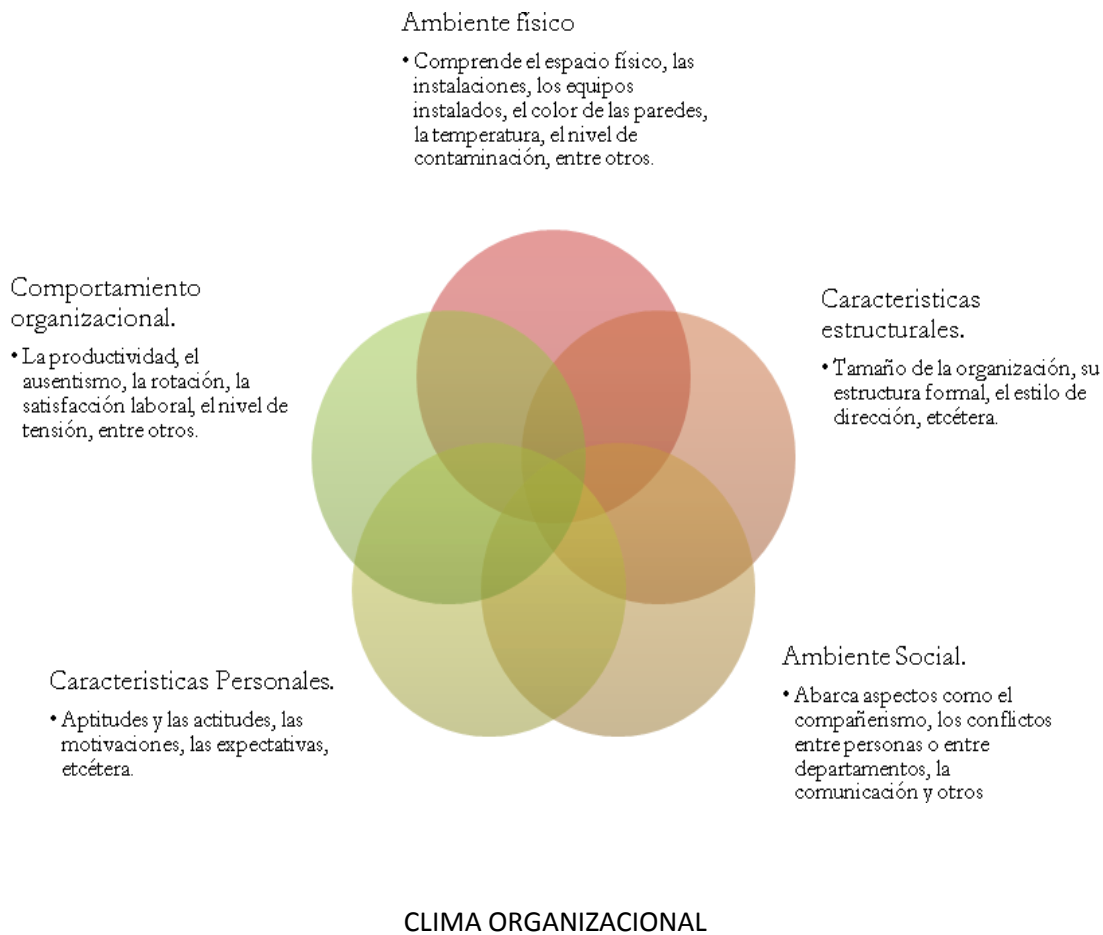 Ambiente físico
• Comprende el espacio físico, las
instalaciones, los equipos
instalados, el color de las paredes,
la temperatura, el nivel de
contaminación, entre otros.
Caracteristicas
estructurales.
• Tamaño de la organización, su
estructura formal, el estilo de
dirección, etcétera.
Ambiente Social.
• Abarca aspectos como el
compañerismo, los conflictos
entre personas o entre
departamentos, la
comunicación y otros
Caracteristicas Personales.
• Aptitudes y las actitudes, las
motivaciones, las expectativas,
etcétera.
Comportamiento
organizacional.
• La productividad, el
ausentismo, la rotación, la
satisfacción laboral, el nivel de
tensión, entre otros.
CLIMA ORGANIZACIONAL